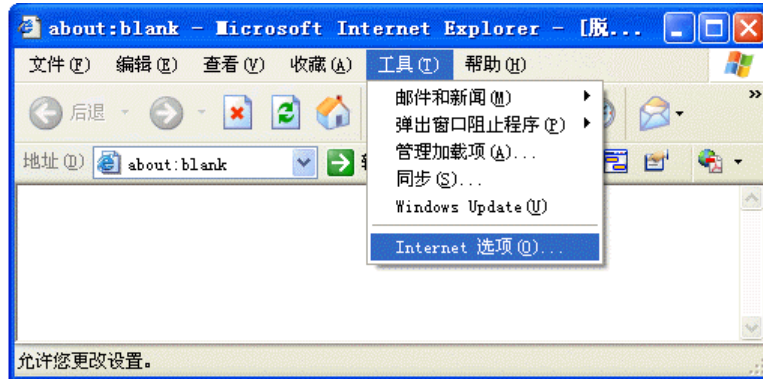 about:blank - Microsoft Internet Explorer - [脱...
文件(F) 编辑(E) 查看(V) 收藏(A) 工具(T) 帮助(H)
后退
邮件和新闻(M)
弹出窗口阻止程序(P)
管理加载项(A)...
同步(S)...
Windows Update(U)
Internet 选项(O)...
地址(D) about:blank
允许您更改设置。